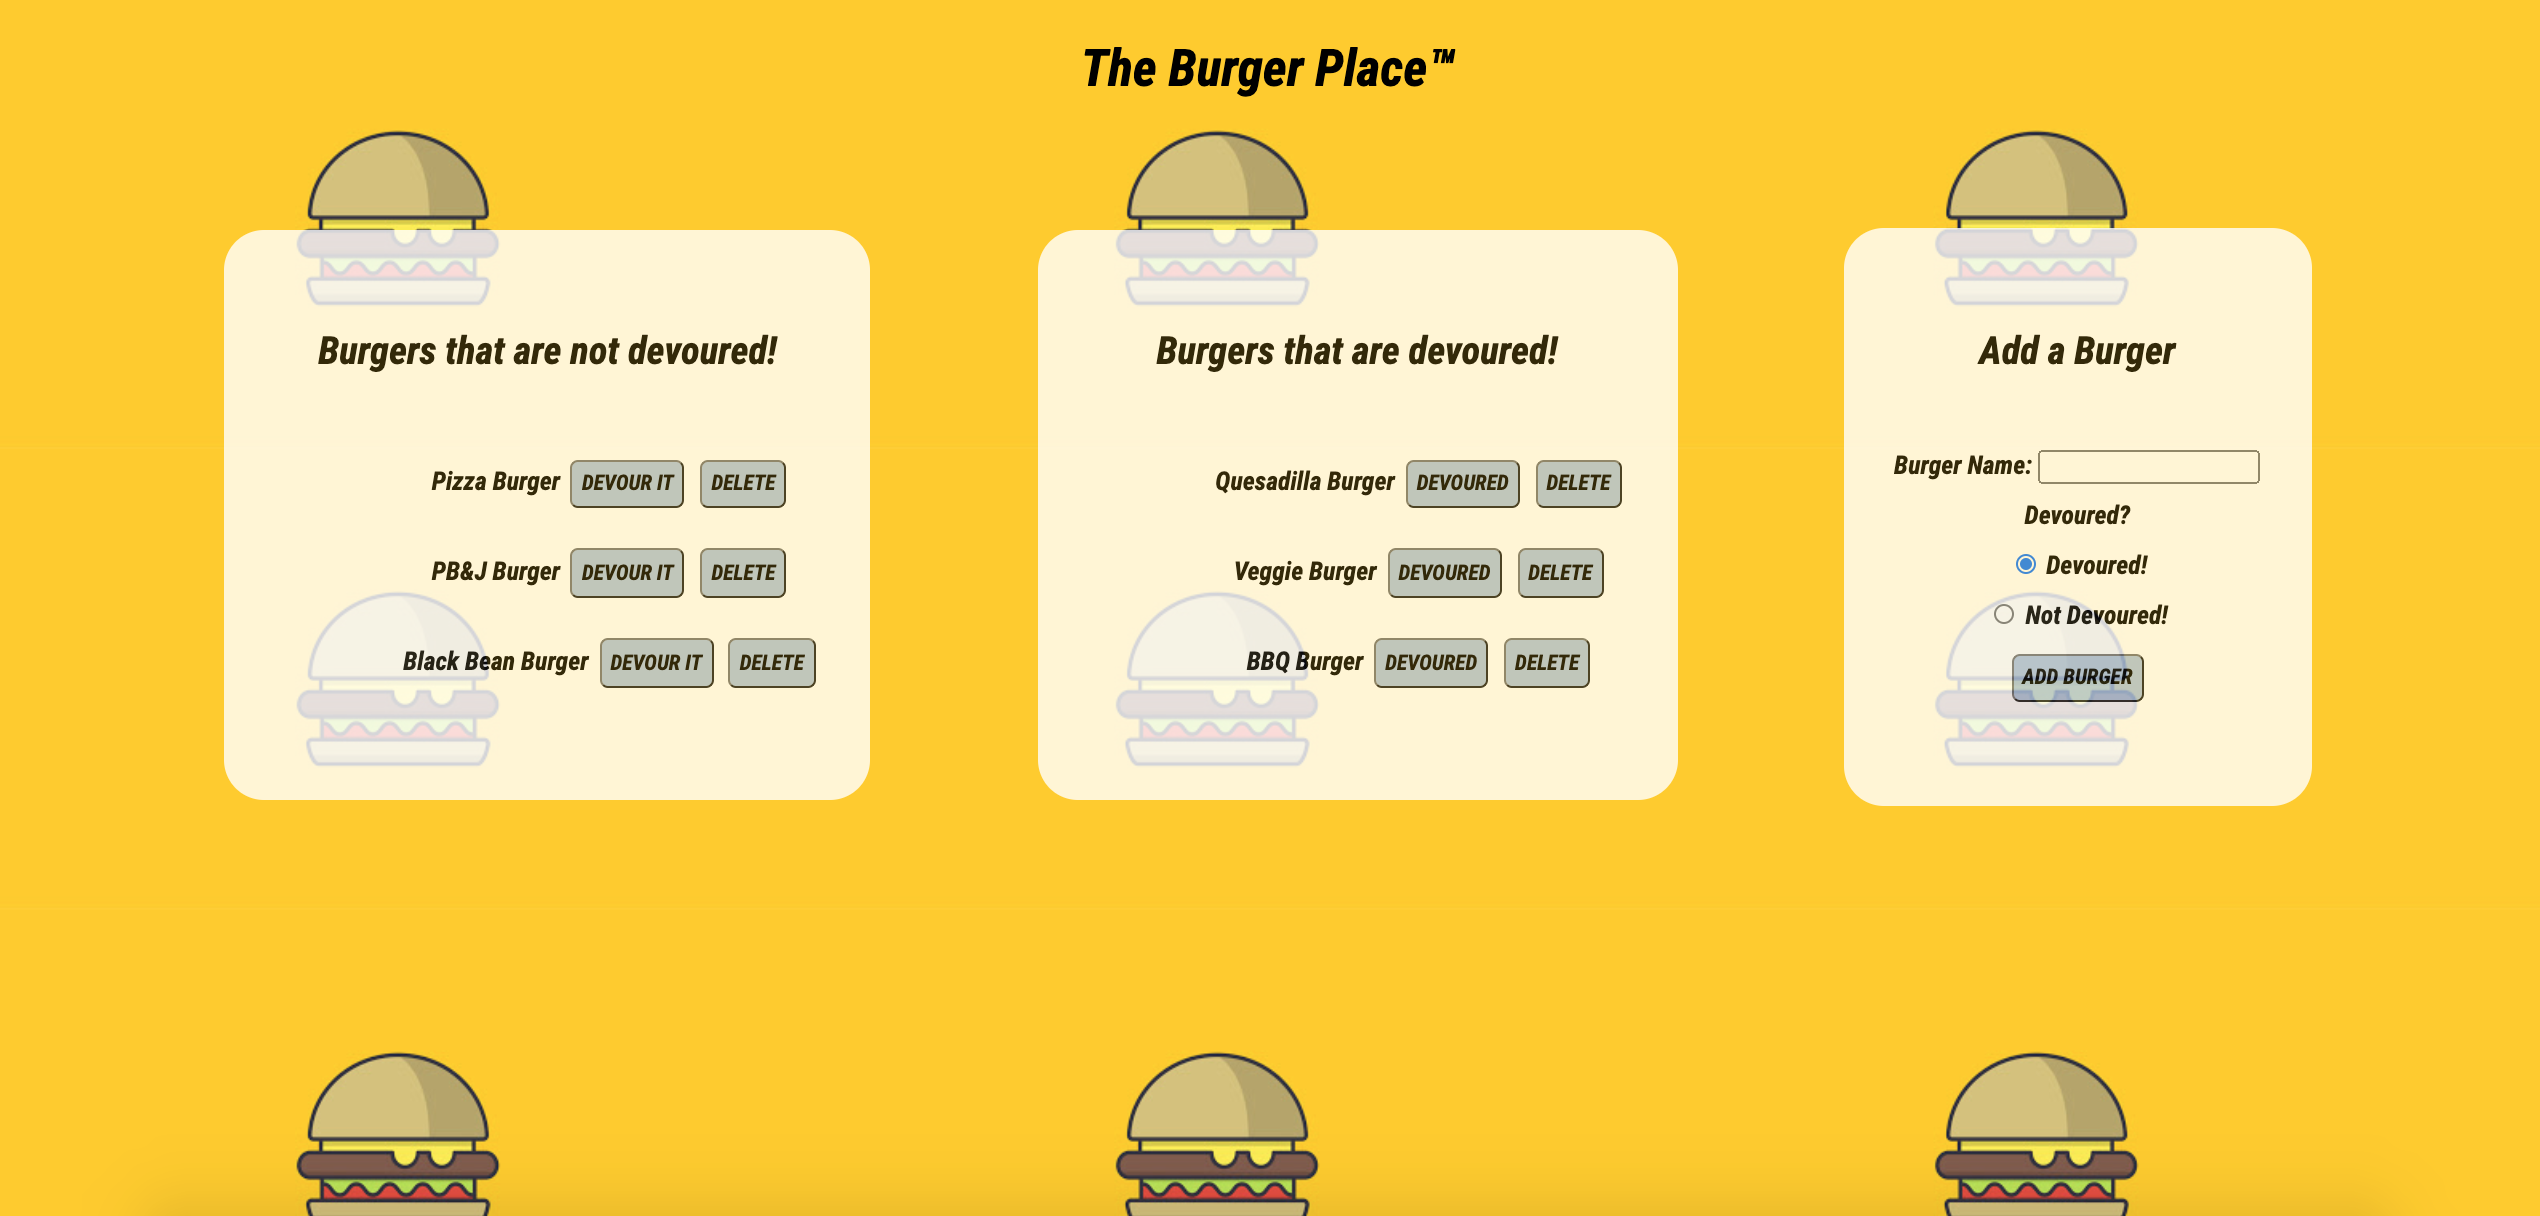 The Burger Place™
Burgers that are not devoured!
Pizza Burger DEVOUR IT DELETE
PB&J Burger DEVOUR IT DELETE
Black Bean Burger DEVOUR IT DELETE
Burgers that are devoured!
Quesadilla Burger DEVOURED DELETE
Veggie Burger DEVOURED DELETE
BBQ Burger DEVOURED DELETE
Add a Burger
Burger Name:
Devoured?
Devoured!
Not Devoured!
ADD BURGER